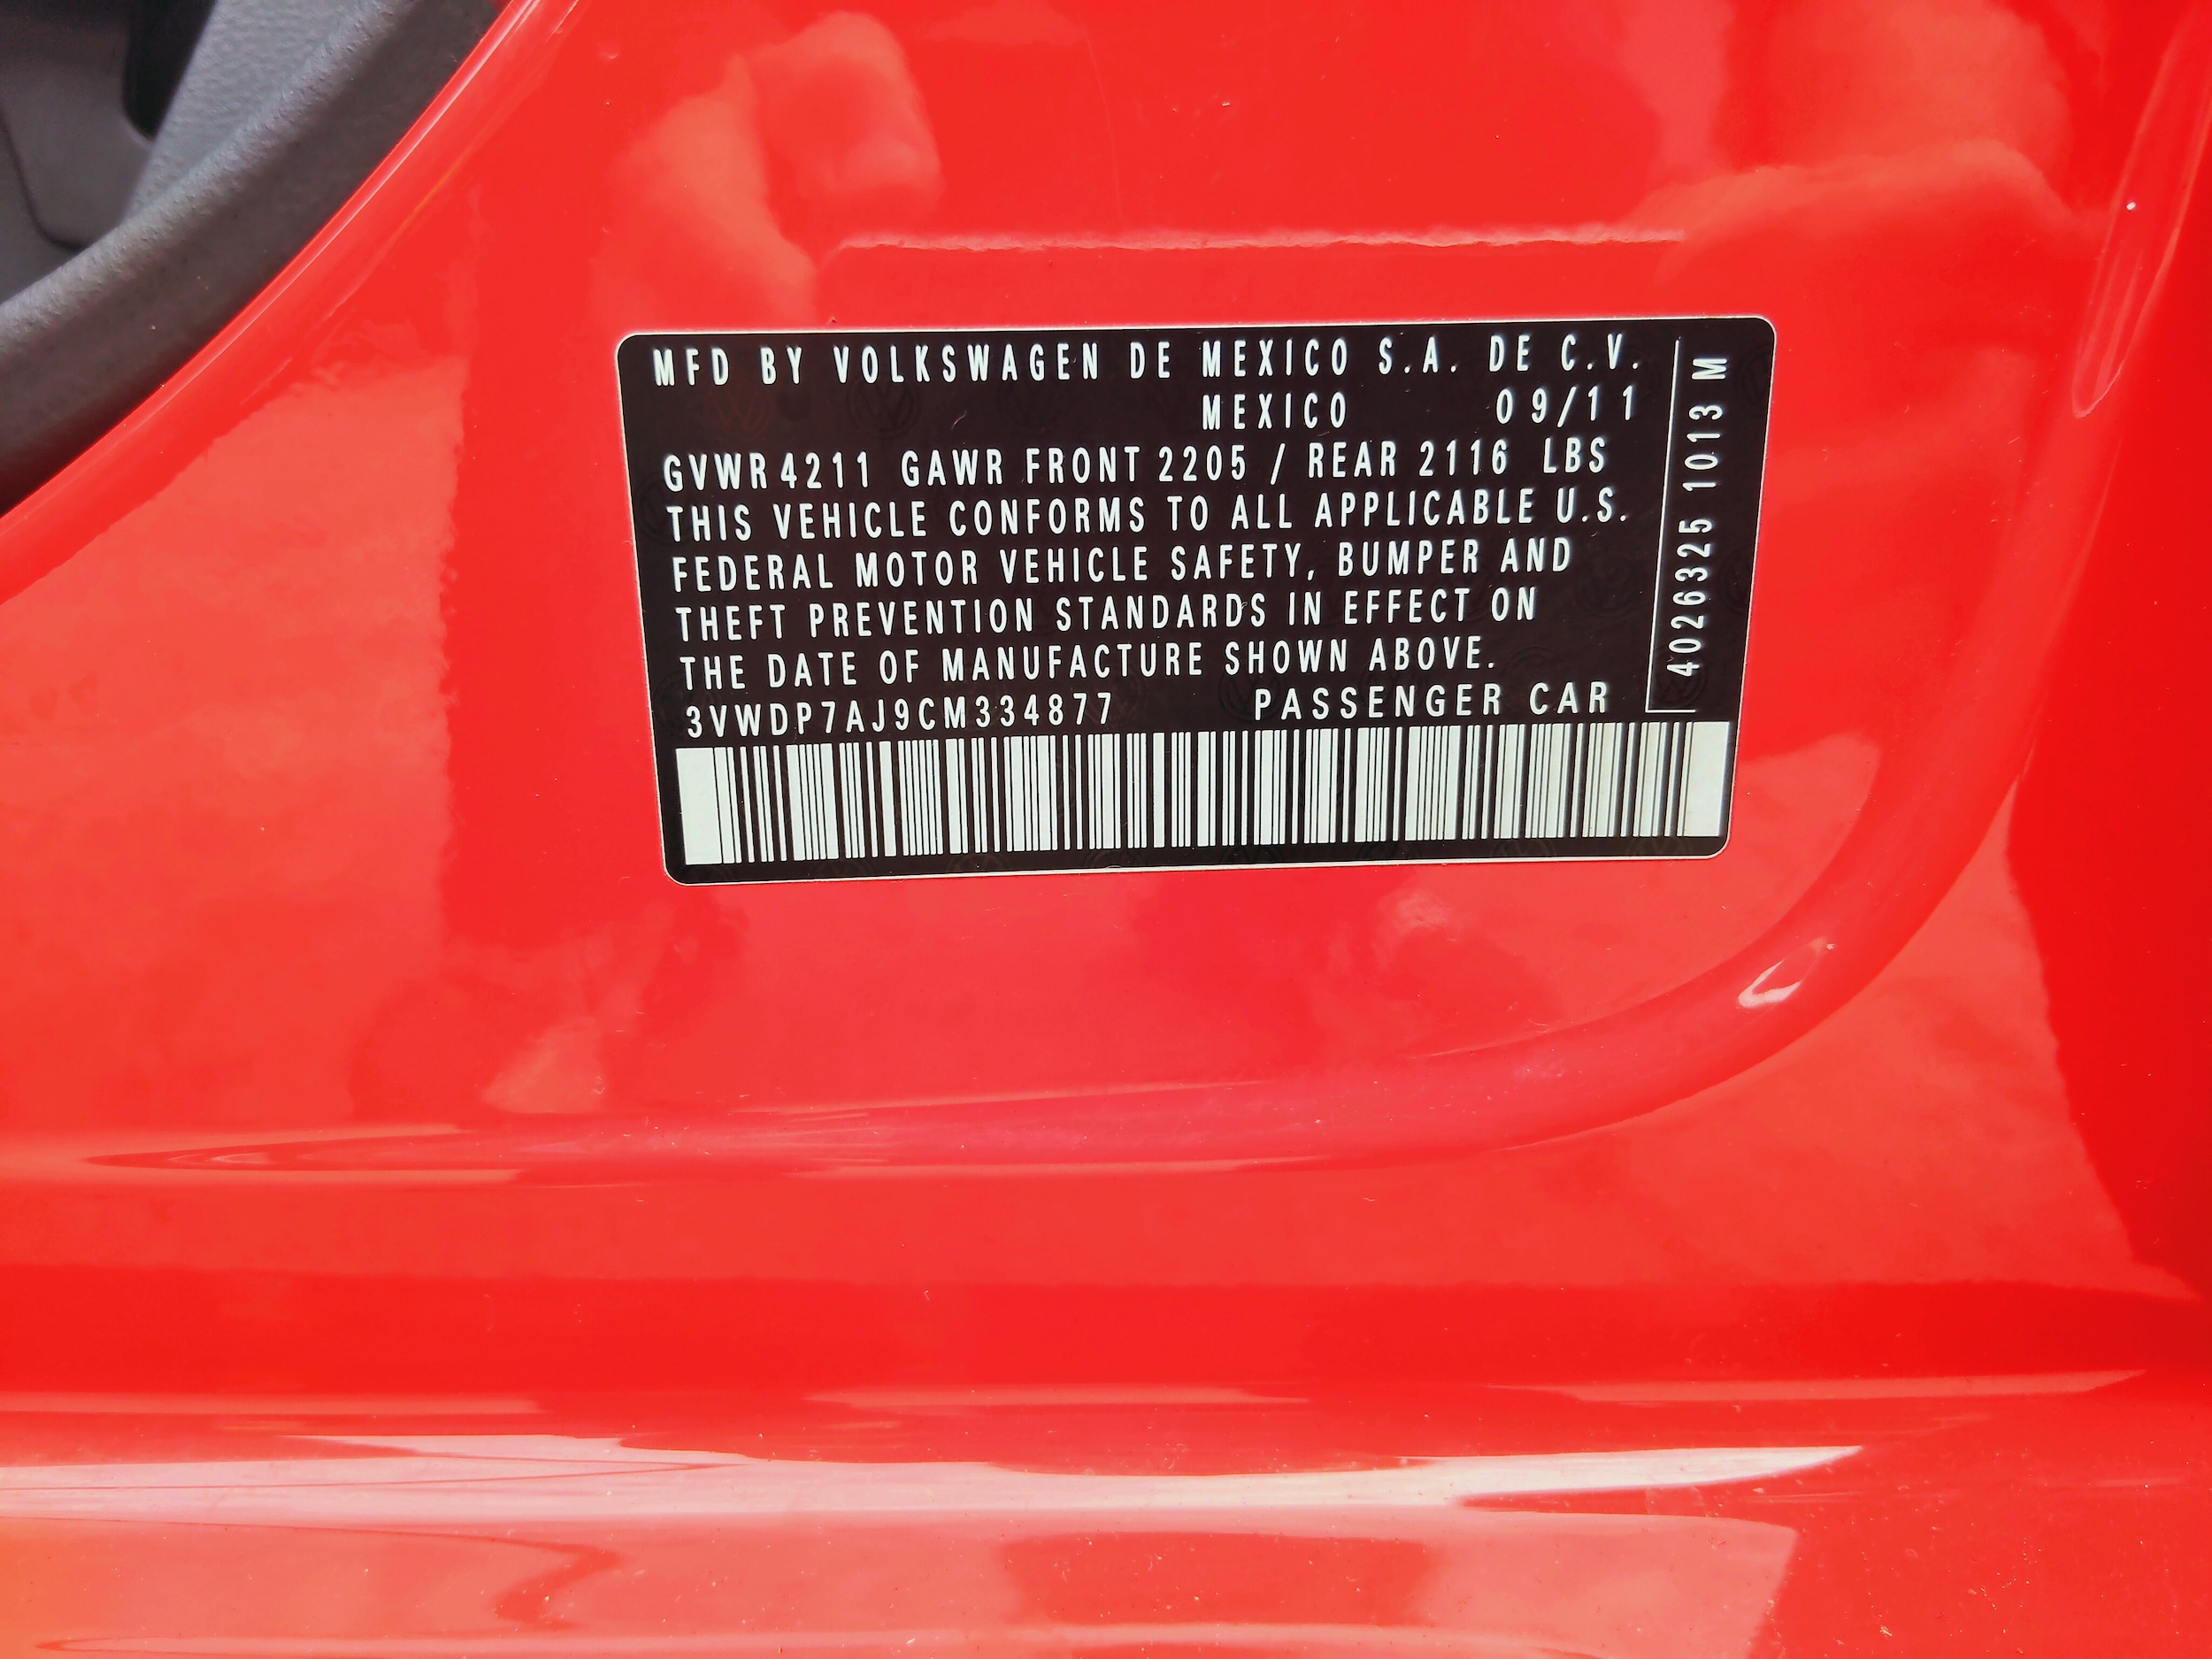 MFD BY VOLKSWAGEN DE MEXICO S.A. DE C.V.
MEXICO 09/11
GVWR 4211 GAWR FRONT 2205 / REAR 2116 LBS
THIS VEHICLE CONFORMS TO ALL APPLICABLE U.S.
FEDERAL MOTOR VEHICLE SAFETY, BUMPER AND
THEFT PREVENTION STANDARDS IN EFFECT ON
THE DATE OF MANUFACTURE SHOWN ABOVE.
3VWDP7AJ9CM334877 PASSENGER CAR
4026325 1013 M